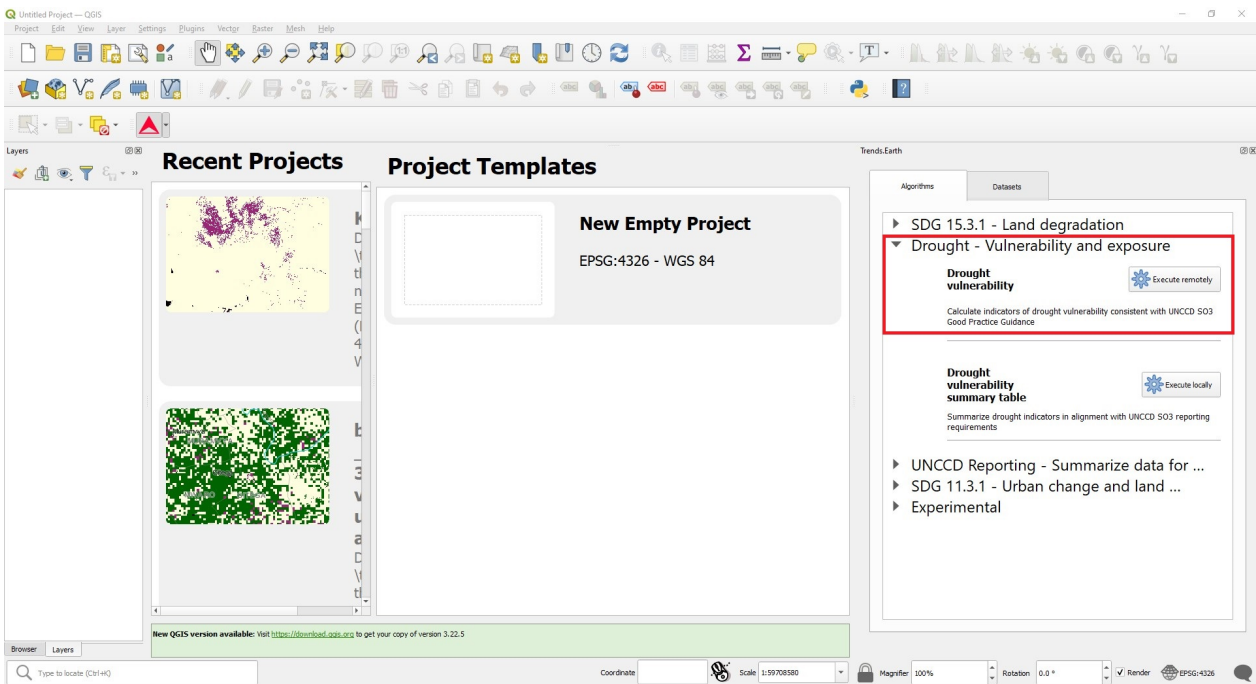 Untitled Project — QGIS
Project Edit View Layer Settings Plugins Vector Raster Mesh Help
Layers
Recent Projects
Project Templates
New Empty Project
EPSG:4326 - WGS 84
Trends.Earth
Algorithms Datasets
SDG 15.3.1 - Land degradation
Drought - Vulnerability and exposure
Drought
vulnerability
Execute remotely
Calculate indicators of drought vulnerability consistent with UNCCD SO3
Good Practice Guidance
Drought
vulnerability
summary table
Execute locally
Summarize drought indicators in alignment with UNCCD SO3 reporting
requirements
UNCCD Reporting - Summarize data for ...
SDG 11.3.1 - Urban change and land ...
Experimental
New QGIS version available: Visit https://download.qgis.org to get your copy of version 3.22.5
Browser Layers
Type to locate (Ctrl+K)
Coordinate
Scale 1:59708580
Magnifier 100%
Rotation 0.0 °
Render
EPSG:4326